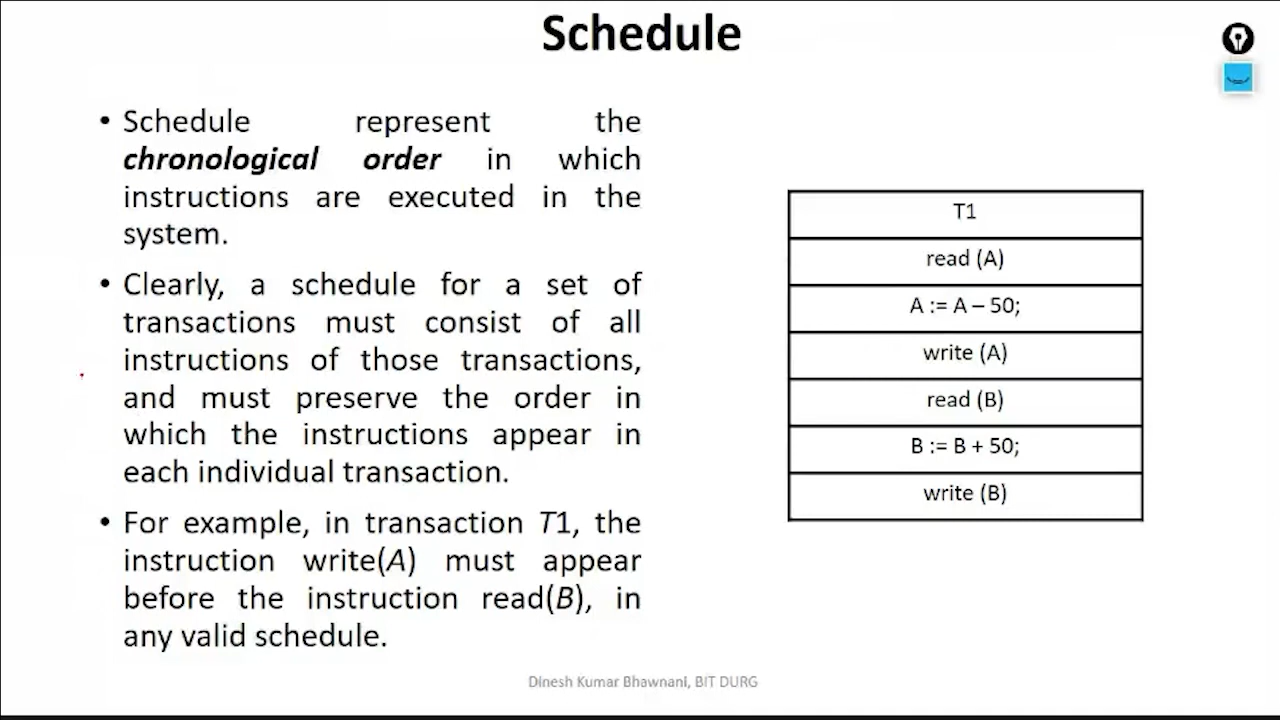 Schedule
• Schedule represent the
chronological order in which
instructions are executed in the
system.
• Clearly, a schedule for a set of
transactions must consist of all
instructions of those transactions,
and must preserve the order in
which the instructions appear in
each individual transaction.
• For example, in transaction T1, the
instruction write(A) must appear
before the instruction read(B), in
any valid schedule.
T1
read (A)
A := A – 50;
write (A)
read (B)
B := B + 50;
write (B)
Dinesh Kumar Bhawnani, BIT DURG